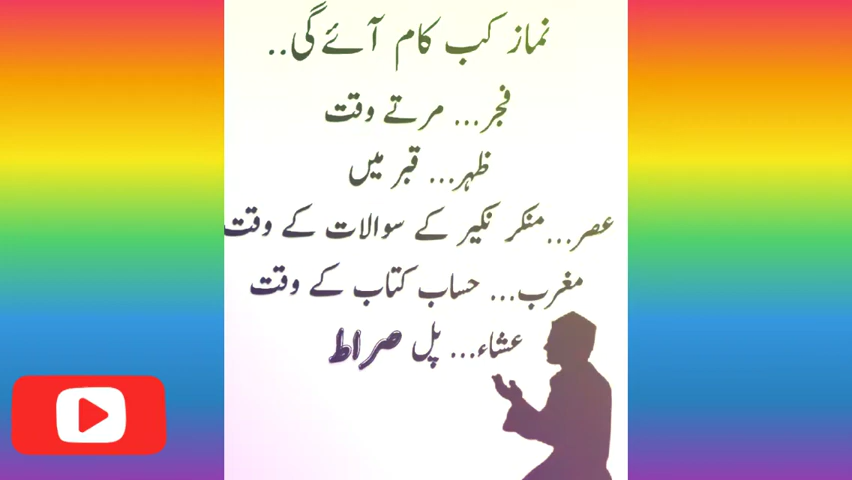 نماز کب کام آئے گی..
فجر... مرتے وقت
ظہر... قبر میں
عصر... منکر نکیر کے سوالات کے وقت
مغرب... حساب کتاب کے وقت
عشاء... پل صراط